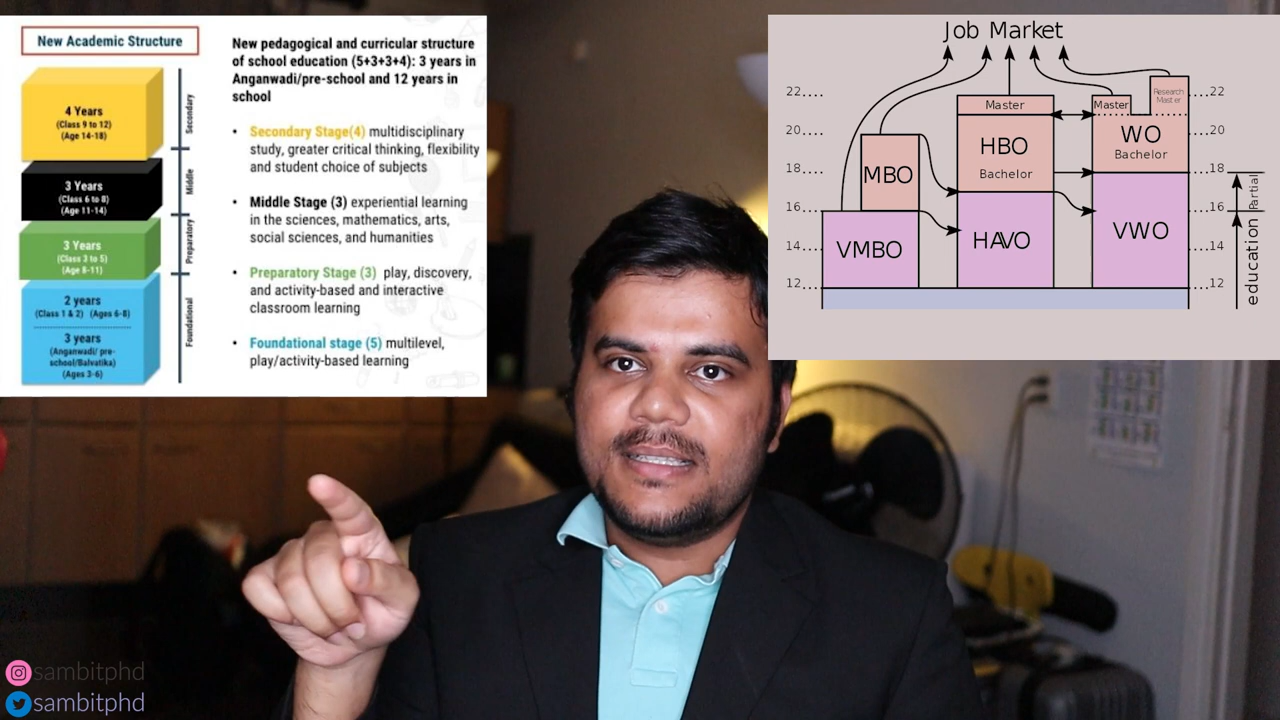 New Academic Structure
4 Years
(Class 9 to 12)
(Age 14-18)
3 Years
(Class 6 to 8)
(Age 11-14)
3 Years
(Class 3 to 5)
(Age 8-11)
2 years
(Class 1 & 2) (Ages 6-8)
3 years
(Anganwadi/ pre-
school/Balvatika)
(Ages 3-6)
Secondary
Middle
Preparatory
Foundational
New pedagogical and curricular structure
of school education (5+3+3+4): 3 years in
Anganwadi/pre-school and 12 years in
school
• Secondary Stage(4) multidisciplinary
study, greater critical thinking, flexibility
and student choice of subjects
• Middle Stage (3) experiential learning
in the sciences, mathematics, arts,
social sciences, and humanities
• Preparatory Stage (3) play, discovery,
and activity-based and interactive
classroom learning
• Foundational stage (5) multilevel,
play/activity-based learning
Job Market
22
20
18
16
14
12
VMBO
MBO
Master
HBO
Bachelor
HAVO
Master
Research
Master
WO
Bachelor
VWO
22
20
18
16
14
12
Partial
education
sambitphd
sambitphd